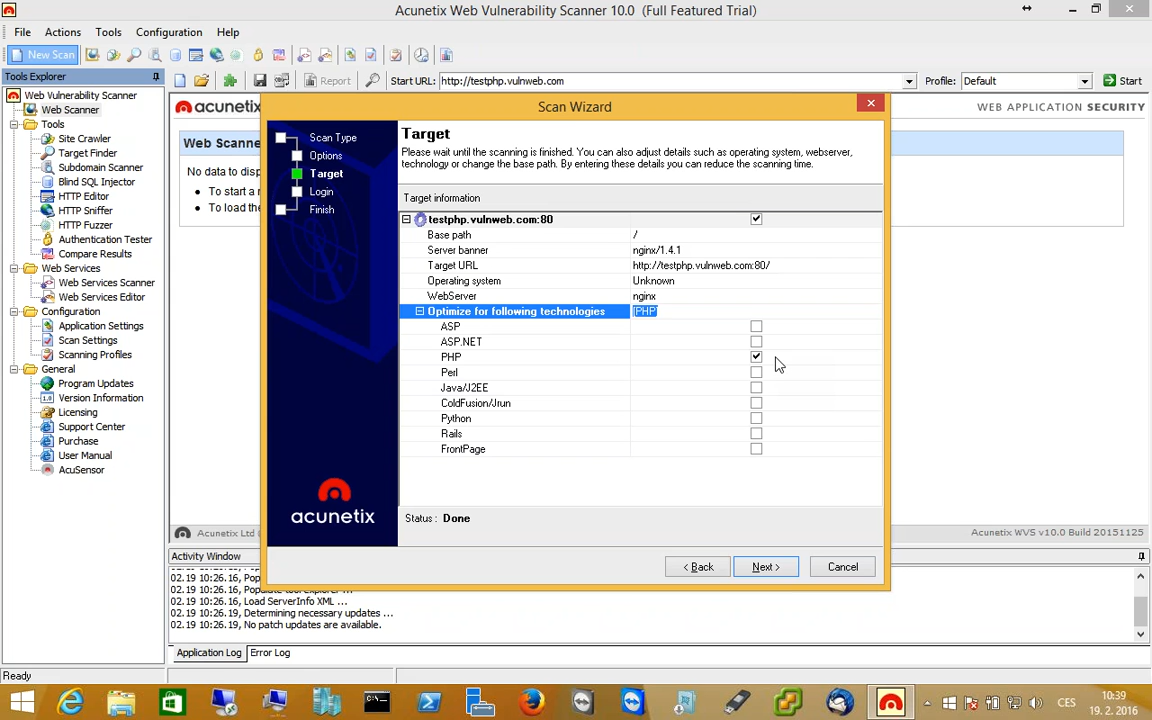 Acunetix Web Vulnerability Scanner 10.0 (Full Featured Trial)
File Actions Tools Configuration Help
New Scan
Tools Explorer
Report
Start URL: http://testphp.vulnweb.com
Profile: Default
Start
Web Vulnerability Scanner
Web Scanner
Tools
Site Crawler
Target Finder
Subdomain Scanner
Blind SQL Injector
HTTP Editor
HTTP Sniffer
HTTP Fuzzer
Authentication Tester
Compare Results
Web Services
Web Services Scanner
Web Services Editor
Configuration
Application Settings
Scan Settings
Scanning Profiles
General
Program Updates
1.0 Version Information
Licensing
Support Center
Purchase
User Manual
AcuSensor
acunetix
WEB APPLICATION SECURITY
Web Scanne
No data to disp
• To start a n
• To load the
Scan Wizard
Scan Type
Options
Target
Login
Finish
acunetix
Target
Please wait until the scanning is finished. You can also adjust details such as operating system, webserver,
technology or change the base path. By entering these details you can reduce the scanning time.
Target information
testphp.vulnweb.com:80
Base path /
Server banner nginx/1.4.1
Target URL http://testphp.vulnweb.com:80/
Operating system Unknown
WebServer nginx
Optimize for following technologies [PHP]
ASP
ASP.NET
PHP
Perl
Java/J2EE
ColdFusion/Jrun
Python
Rails
FrontPage
Status : Done
< Back Next > Cancel
Acunetix Ltd
Acunetix WVS v10.0 Build 20151125
Activity Window
02.19 10:26.16, Populate tool explorer ...
02.19 10:26.16, Load ServerInfo XML ...
02.19 10:26.19, Determining necessary updates ...
02.19 10:26.19, No patch updates are available.
Application Log Error Log
Ready
CES
10:39
19. 2. 2016